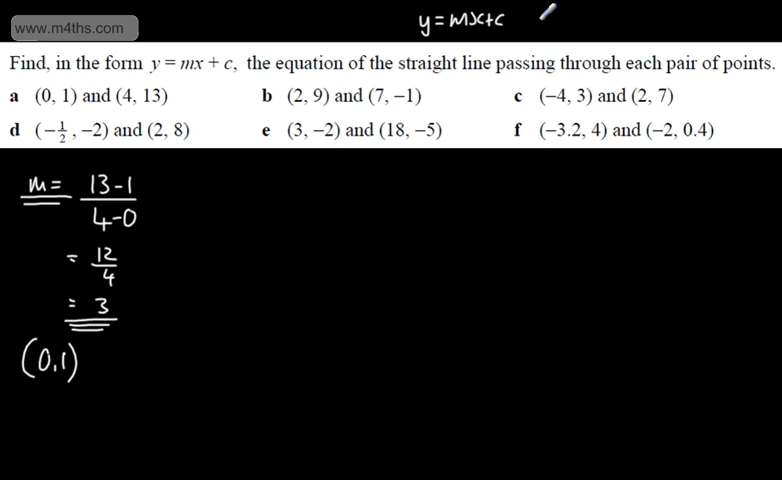 www.m4ths.com
y = mx + c
Find, in the form y = mx + c, the equation of the straight line passing through each pair of points.
a (0, 1) and (4, 13) b (2, 9) and (7, −1) c (−4, 3) and (2, 7)
d (−1/2, −2) and (2, 8) e (3, −2) and (18, −5) f (−3.2, 4) and (−2, 0.4)
m = 13-1
4-0
= 12
4
= 3
(0,1)